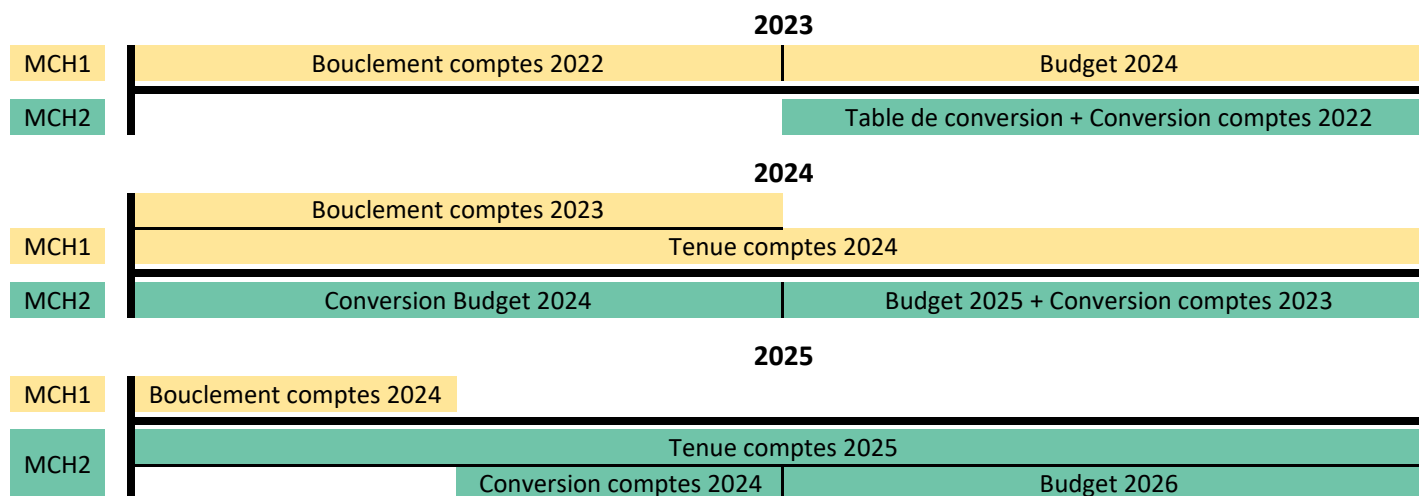 2023
MCH1 Bouclement comptes 2022 Budget 2024
MCH2 Table de conversion + Conversion comptes 2022
2024
Bouclement comptes 2023
MCH1 Tenue comptes 2024
MCH2 Conversion Budget 2024 Budget 2025 + Conversion comptes 2023
2025
MCH1 Bouclement comptes 2024
Tenue comptes 2025
MCH2
Conversion comptes 2024 Budget 2026